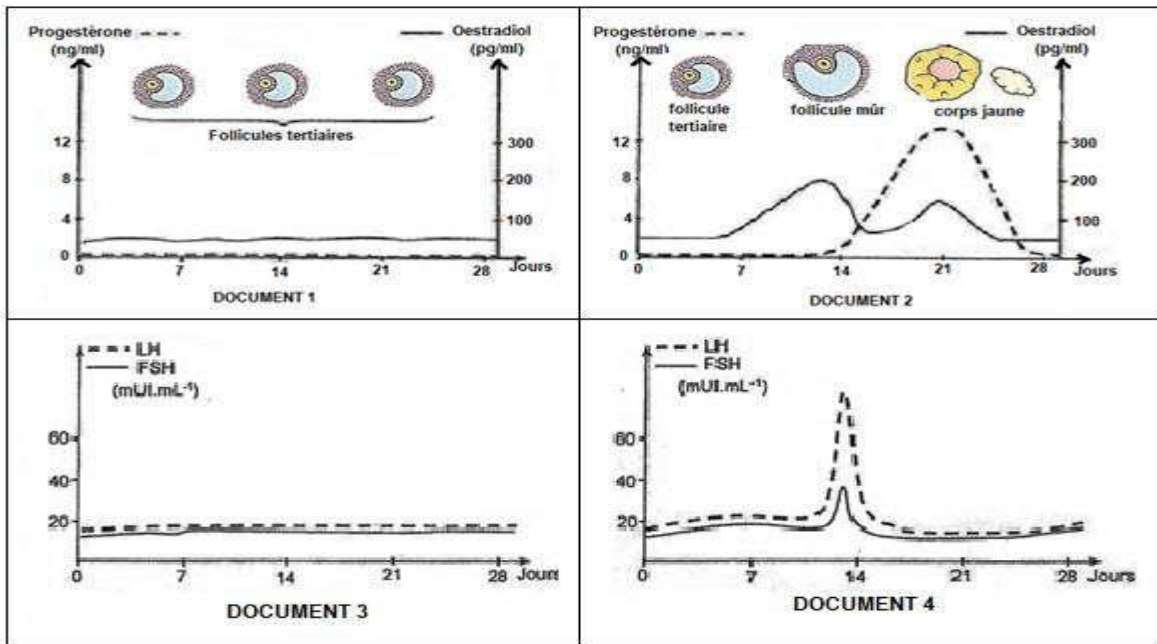 Progestérone
(ng/ml)
Oestradiol
(pg/ml)
Follicules tertiaires
12
8
4
0
300
200
100
0
7
14
21
28
Jours
DOCUMENT 1
Progestérone
(ng/ml)
Oestradiol
(pg/ml)
follicule
tertiaire
follicule mûr
corps jaune
12
8
4
0
300
200
100
7
14
21
28
Jours
DOCUMENT 2
LH
FSH
(mUI.mL⁻¹)
60
40
20
0
7
14
21
28
Jours
DOCUMENT 3
LH
FSH
(mUI.mL⁻¹)
60
40
20
0
7
14
21
28
Jours
DOCUMENT 4